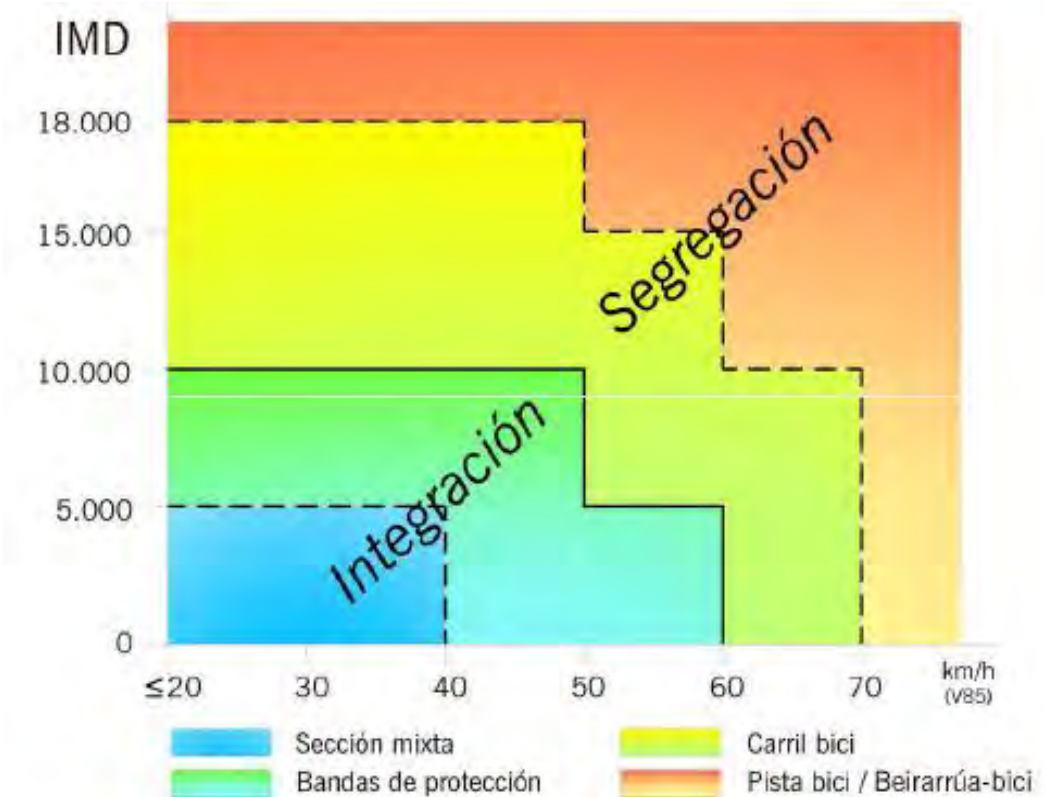 IMD
18.000
15.000
10.000
5.000
0
Segregación
Integración
≤20 30 40 50 60 70 km/h
(V85)
Sección mixta Carril bici
Bandas de protección Pista bici / Beirarrúa-bici